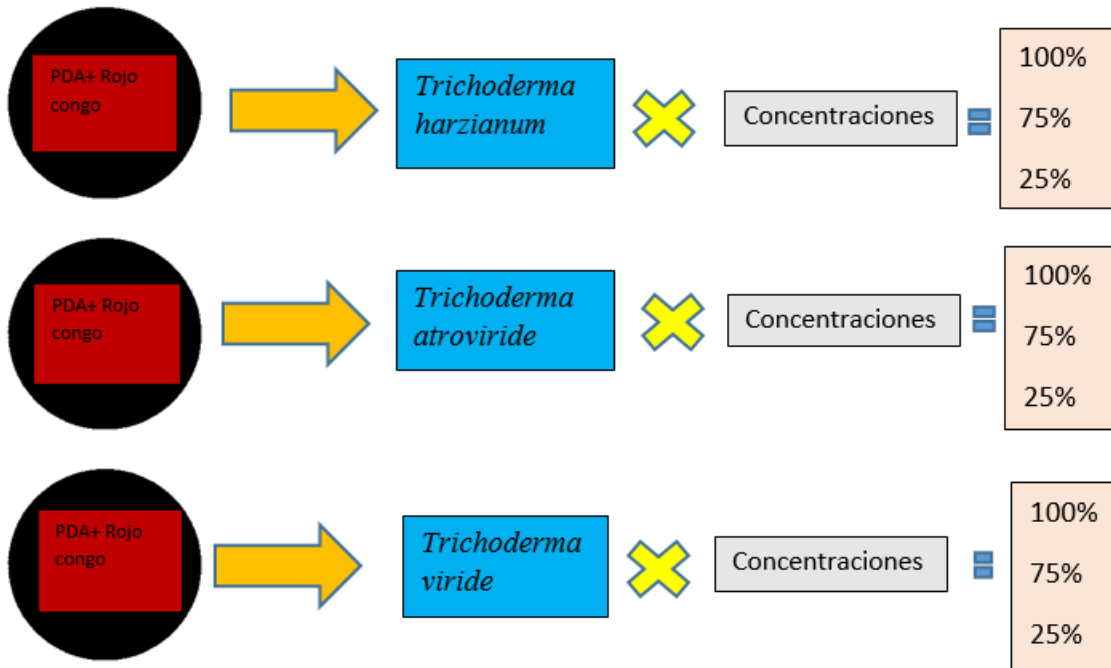 PDA+ Rojo
congo
Trichoderma
harzianum
Concentraciones
100%
75%
25%
PDA+ Rojo
congo
Trichoderma
atroviride
Concentraciones
100%
75%
25%
PDA+ Rojo
congo
Trichoderma
viride
Concentraciones
100%
75%
25%